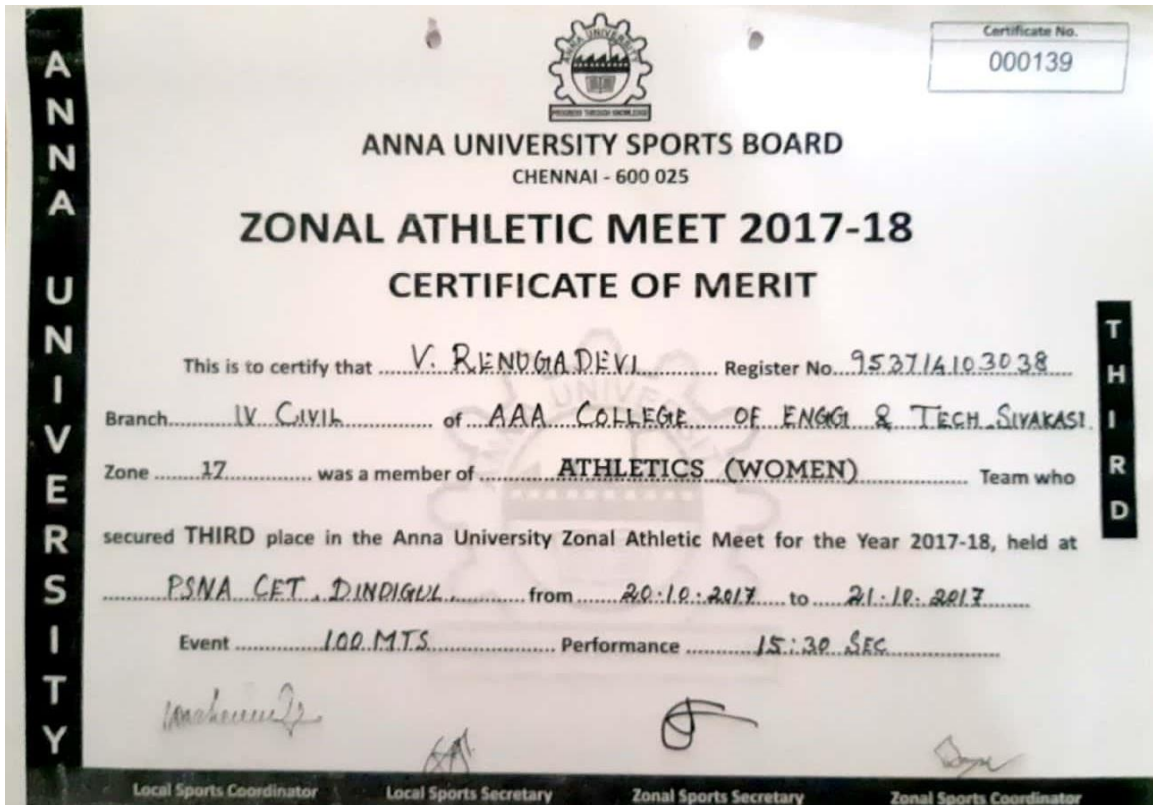 ANNA UNIVERSITY
Certificate No.
000139
ANNA UNIVERSITY
PROGRESS THROUGH KNOWLEDGE
ANNA UNIVERSITY SPORTS BOARD
CHENNAI - 600 025
ZONAL ATHLETIC MEET 2017-18
CERTIFICATE OF MERIT
THIRD
This is to certify that V. RENUGADEVI Register No. 953714103038
Branch IV CIVIL of AAA COLLEGE OF ENGG & TECH SIVAKASI
Zone 17 was a member of ATHLETICS (WOMEN) Team who
secured THIRD place in the Anna University Zonal Athletic Meet for the Year 2017-18, held at
PSNA CET, DINDIGUL from 20.10.2017 to 21.10.2017
Event 100 MTS Performance 15:30 SEC
Local Sports Coordinator Local Sports Secretary Zonal Sports Secretary Zonal Sports Coordinator